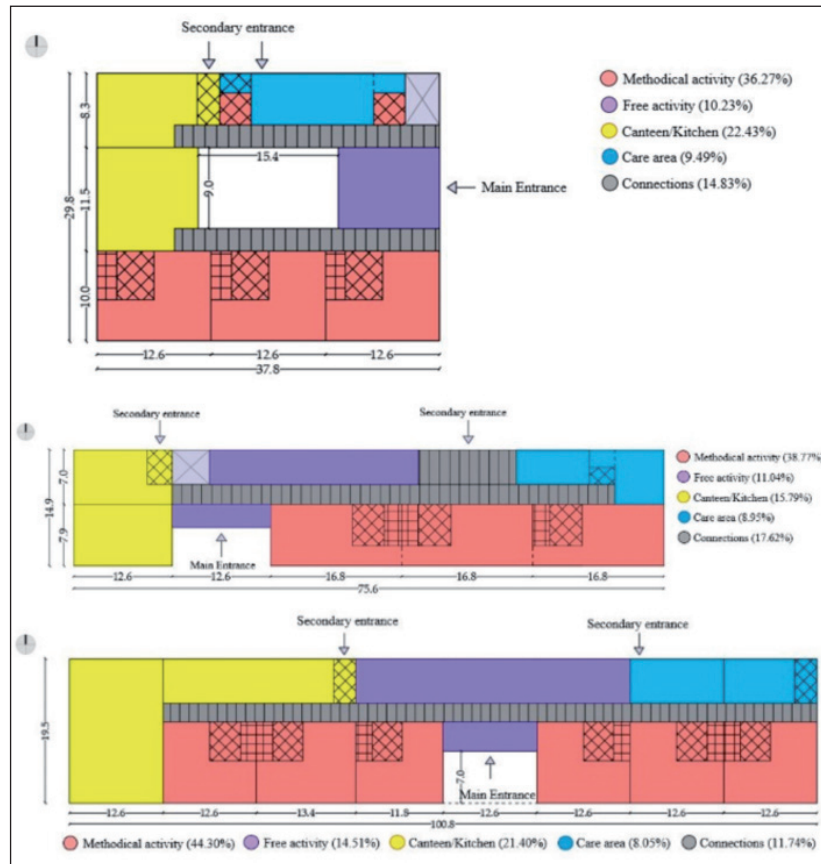 Secondary entrance
Methodical activity (36.27%)
Free activity (10.23%)
Canteen/Kitchen (22.43%)
Care area (9.49%)
Connections (14.83%)
8.3
15.4
9.0
11.5
29.8
Main Entrance
10.0
12.6
12.6
12.6
37.8
Secondary entrance
Secondary entrance
Methodical activity (38.77%)
Free activity (11.04%)
Canteen/Kitchen (15.79%)
Care area (8.95%)
Connections (17.62%)
7.0
14.9
7.9
Main Entrance
12.6
12.6
16.8
16.8
16.8
75.6
Secondary entrance
Secondary entrance
19.5
7.0
Main Entrance
12.6
12.6
13.4
11.8
12.6
12.6
12.6
12.6
100.8
Methodical activity (44.30%)
Free activity (14.51%)
Canteen/Kitchen (21.40%)
Care area (8.05%)
Connections (11.74%)